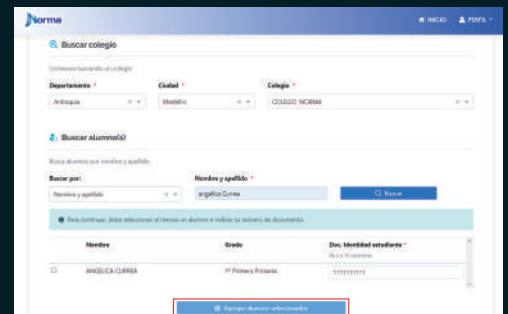 Norma
INICIO PERFIL
Buscar colegio
Comience buscando un colegio
Departamento * Ciudad * Colegio *
Antioquia Medellín COLEGIO NORMA
Buscar alumno(s)
Busca alumnos por nombre y apellido
Buscar por: Nombre y apellido *
Nombre y apellido angelica Currea Buscar
Para continuar, debe seleccionar al menos un alumno e indicar su número de documento.
Nombre Grado Doc. Identidad estudiante *
ANGELICA CURREA 1º Primero Primaria 1111111111
Agregar alumnos seleccionados